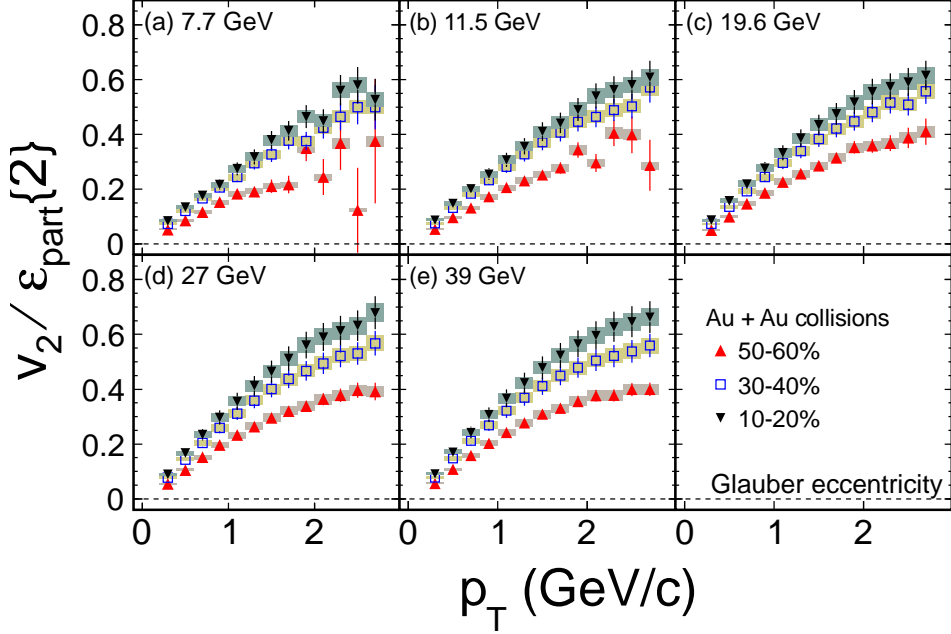 (a) 7.7 GeV
(b) 11.5 GeV
(c) 19.6 GeV
0.8
0.6
0.4
0.2
0
(d) 27 GeV
(e) 39 GeV
0.8
0.6
0.4
0.2
0
v2 / εpart{2}
Au + Au collisions
50-60%
30-40%
10-20%
Glauber eccentricity
0 1 2
0 1 2
0 1 2
pT (GeV/c)